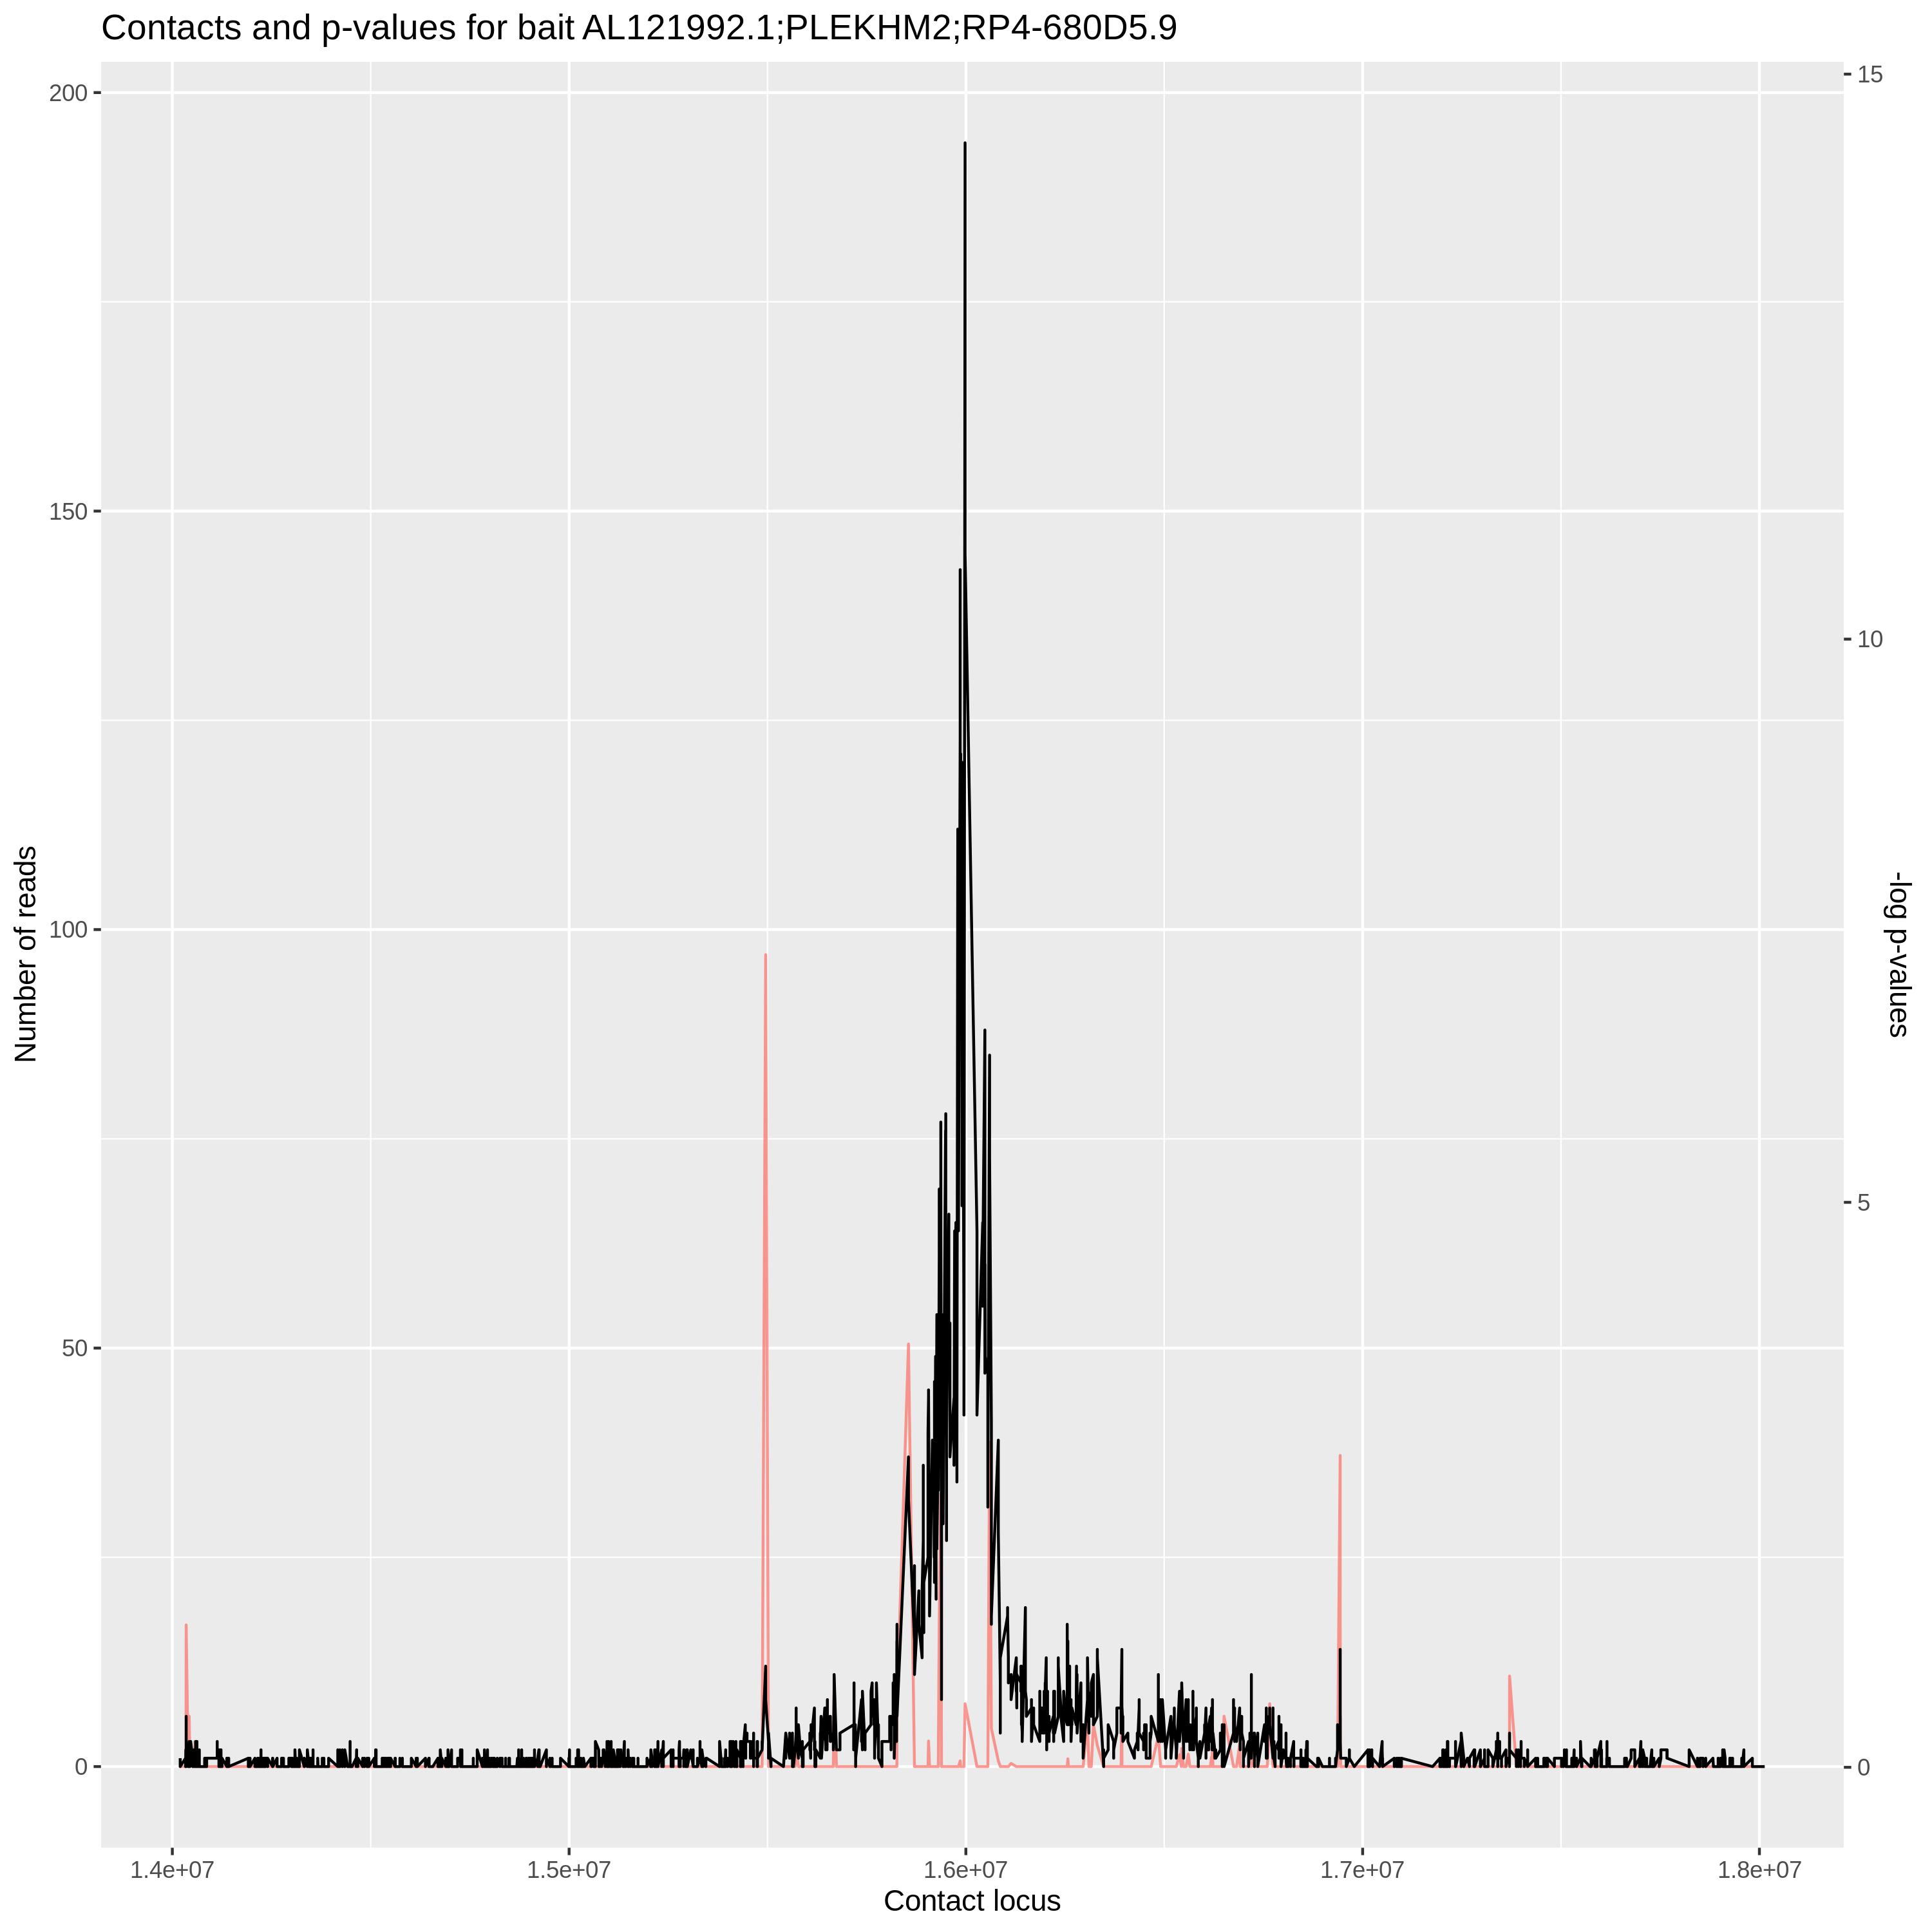 Contacts and p-values for bait AL121992.1;PLEKHM2;RP4-680D5.9
200
150
100
50
0
Number of reads
15
10
5
0
-log p-values
1.4e+07
1.5e+07
1.6e+07
1.7e+07
1.8e+07
Contact locus